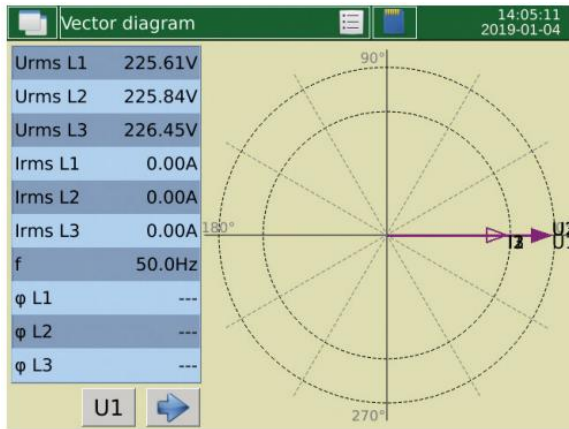 Vector diagram
14:05:11
2019-01-04
Urms L1 225.61V
Urms L2 225.84V
Urms L3 226.45V
Irms L1 0.00A
Irms L2 0.00A
Irms L3 0.00A
f 50.0Hz
φ L1 ---
φ L2 ---
φ L3 ---
U1
90°
180°
270°